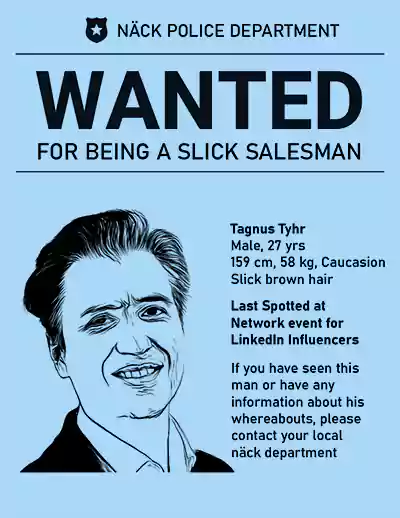 NÄCK POLICE DEPARTMENT
WANTED
FOR BEING A SLICK SALESMAN
Tagnus Tyhr
Male, 27 yrs
159 cm, 58 kg, Caucasion
Slick brown hair
Last Spotted at
Network event for
LinkedIn Influencers
If you have seen this
man or have any
information about his
whereabouts, please
contact your local
näck department